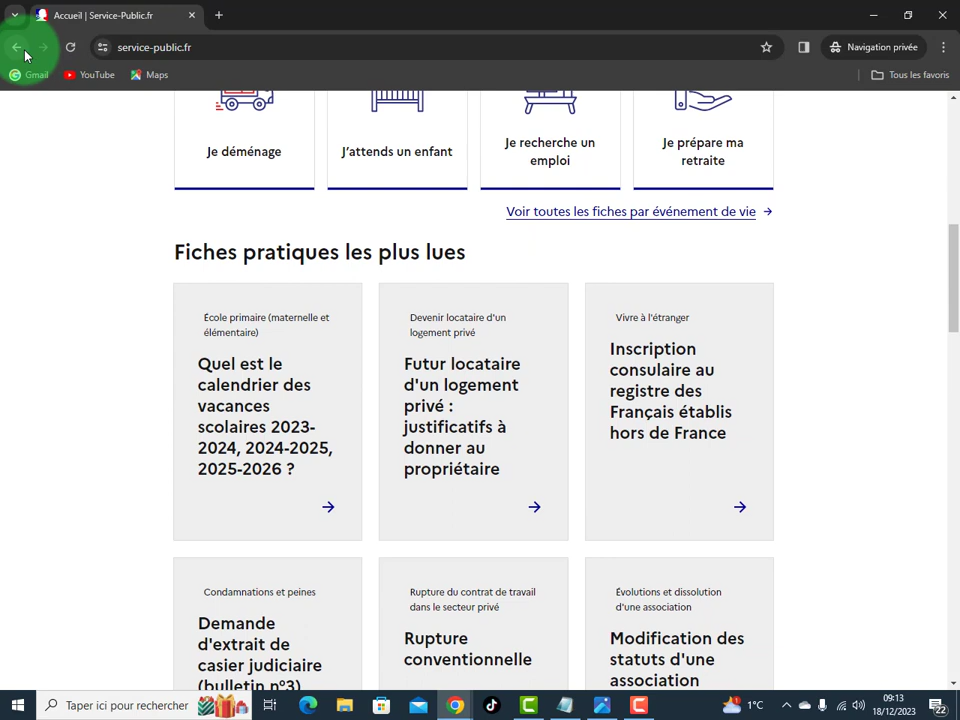 Accueil | Service-Public.fr
service-public.fr
Navigation privée
Gmail
YouTube
Maps
Tous les favoris
Je déménage
J'attends un enfant
Je recherche un
emploi
Je prépare ma
retraite
Voir toutes les fiches par événement de vie
Fiches pratiques les plus lues
École primaire (maternelle et
élémentaire)
Quel est le
calendrier des
vacances
scolaires 2023-
2024, 2024-2025,
2025-2026 ?
Devenir locataire d'un
logement privé
Futur locataire
d'un logement
privé :
justificatifs à
donner au
propriétaire
Vivre à l'étranger
Inscription
consulaire au
registre des
Français établis
hors de France
Condamnations et peines
Demande
d'extrait de
casier judiciaire
(bulletin n°3)
Rupture du contrat de travail
dans le secteur privé
Rupture
conventionnelle
Évolutions et dissolution
d'une association
Modification des
statuts d'une
association
Taper ici pour rechercher
1°C
09:13
18/12/2023
22